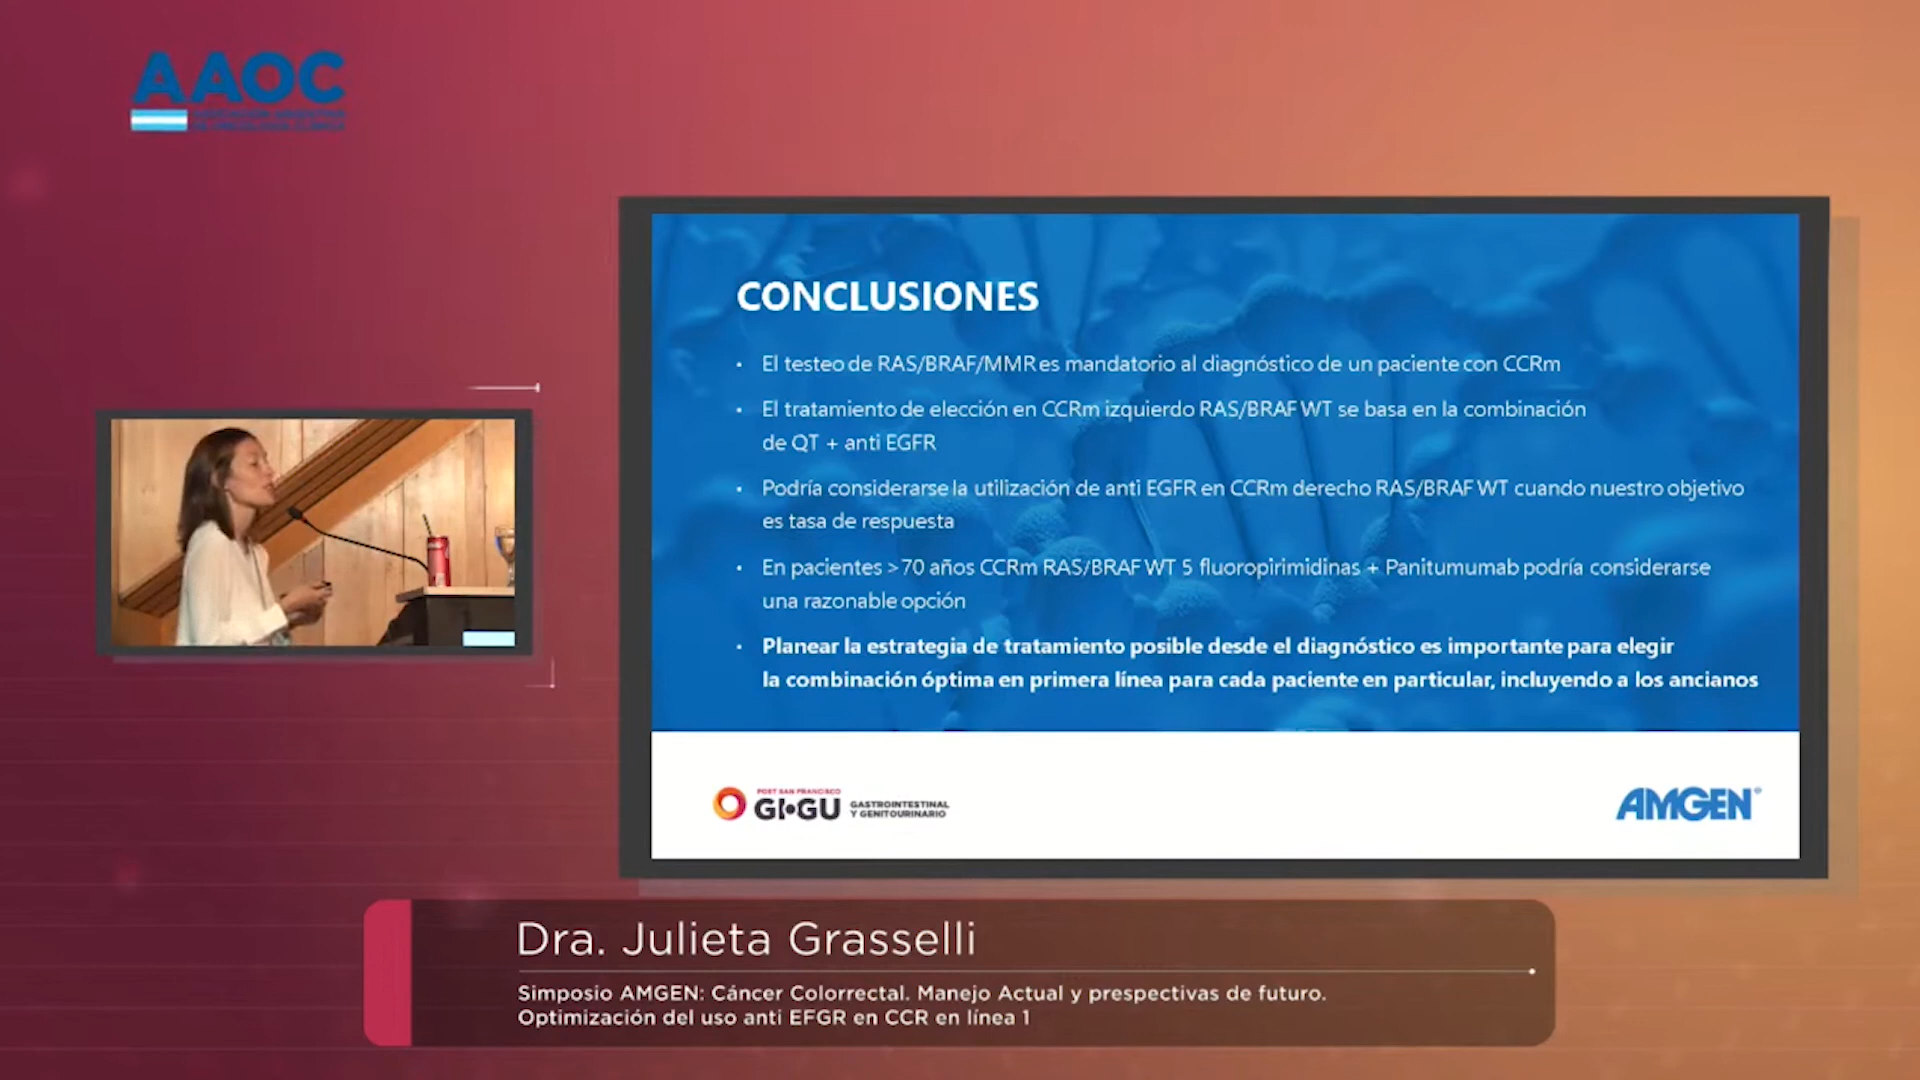 AAOC
CONCLUSIONES
• El testeo de RAS/BRAF/MMR es mandatorio al diagnóstico de un paciente con CCRm
• El tratamiento de elección en CCRm izquierdo RAS/BRAF WT se basa en la combinación
de QT + anti EGFR
• Podría considerarse la utilización de anti EGFR en CCRm derecho RAS/BRAF WT cuando nuestro objetivo
es tasa de respuesta
• En pacientes >70 años CCRm RAS/BRAF WT 5 fluoropirimidinas + Panitumumab podría considerarse
una razonable opción
• Planear la estrategia de tratamiento posible desde el diagnóstico es importante para elegir
la combinación óptima en primera línea para cada paciente en particular, incluyendo a los ancianos
POST SAN FRANCISCO
GI•GU
GASTROINTESTINAL
Y GENITOURINARIO
AMGEN®
Dra. Julieta Grasselli
Simposio AMGEN: Cáncer Colorrectal. Manejo Actual y prespectivas de futuro.
Optimización del uso anti EFGR en CCR en línea 1